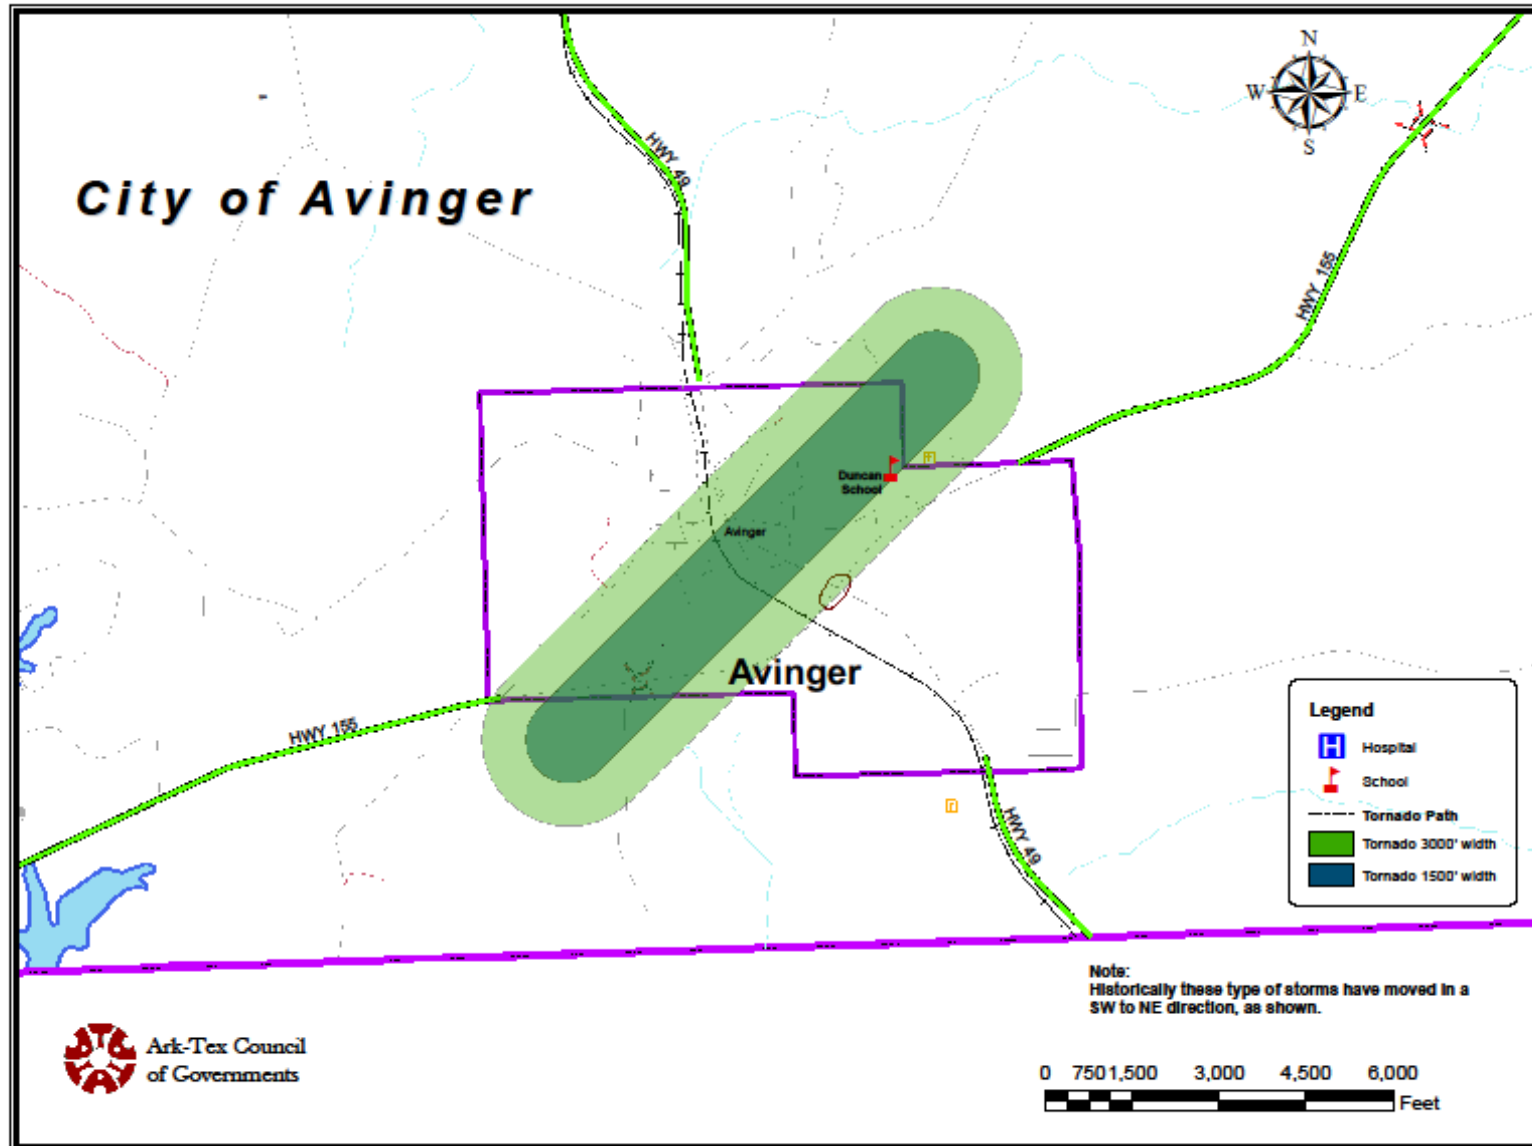 N
W E
S
City of Avinger
HWY 49
HWY 155
Duncan
School
Avinger
Avinger
HWY 155
HWY 49
Legend
H Hospital
School
Tornado Path
Tornado 3000' width
Tornado 1500' width
Note:
Historically these type of storms have moved in a
SW to NE direction, as shown.
Ark-Tex Council
of Governments
0 750 1,500 3,000 4,500 6,000
Feet